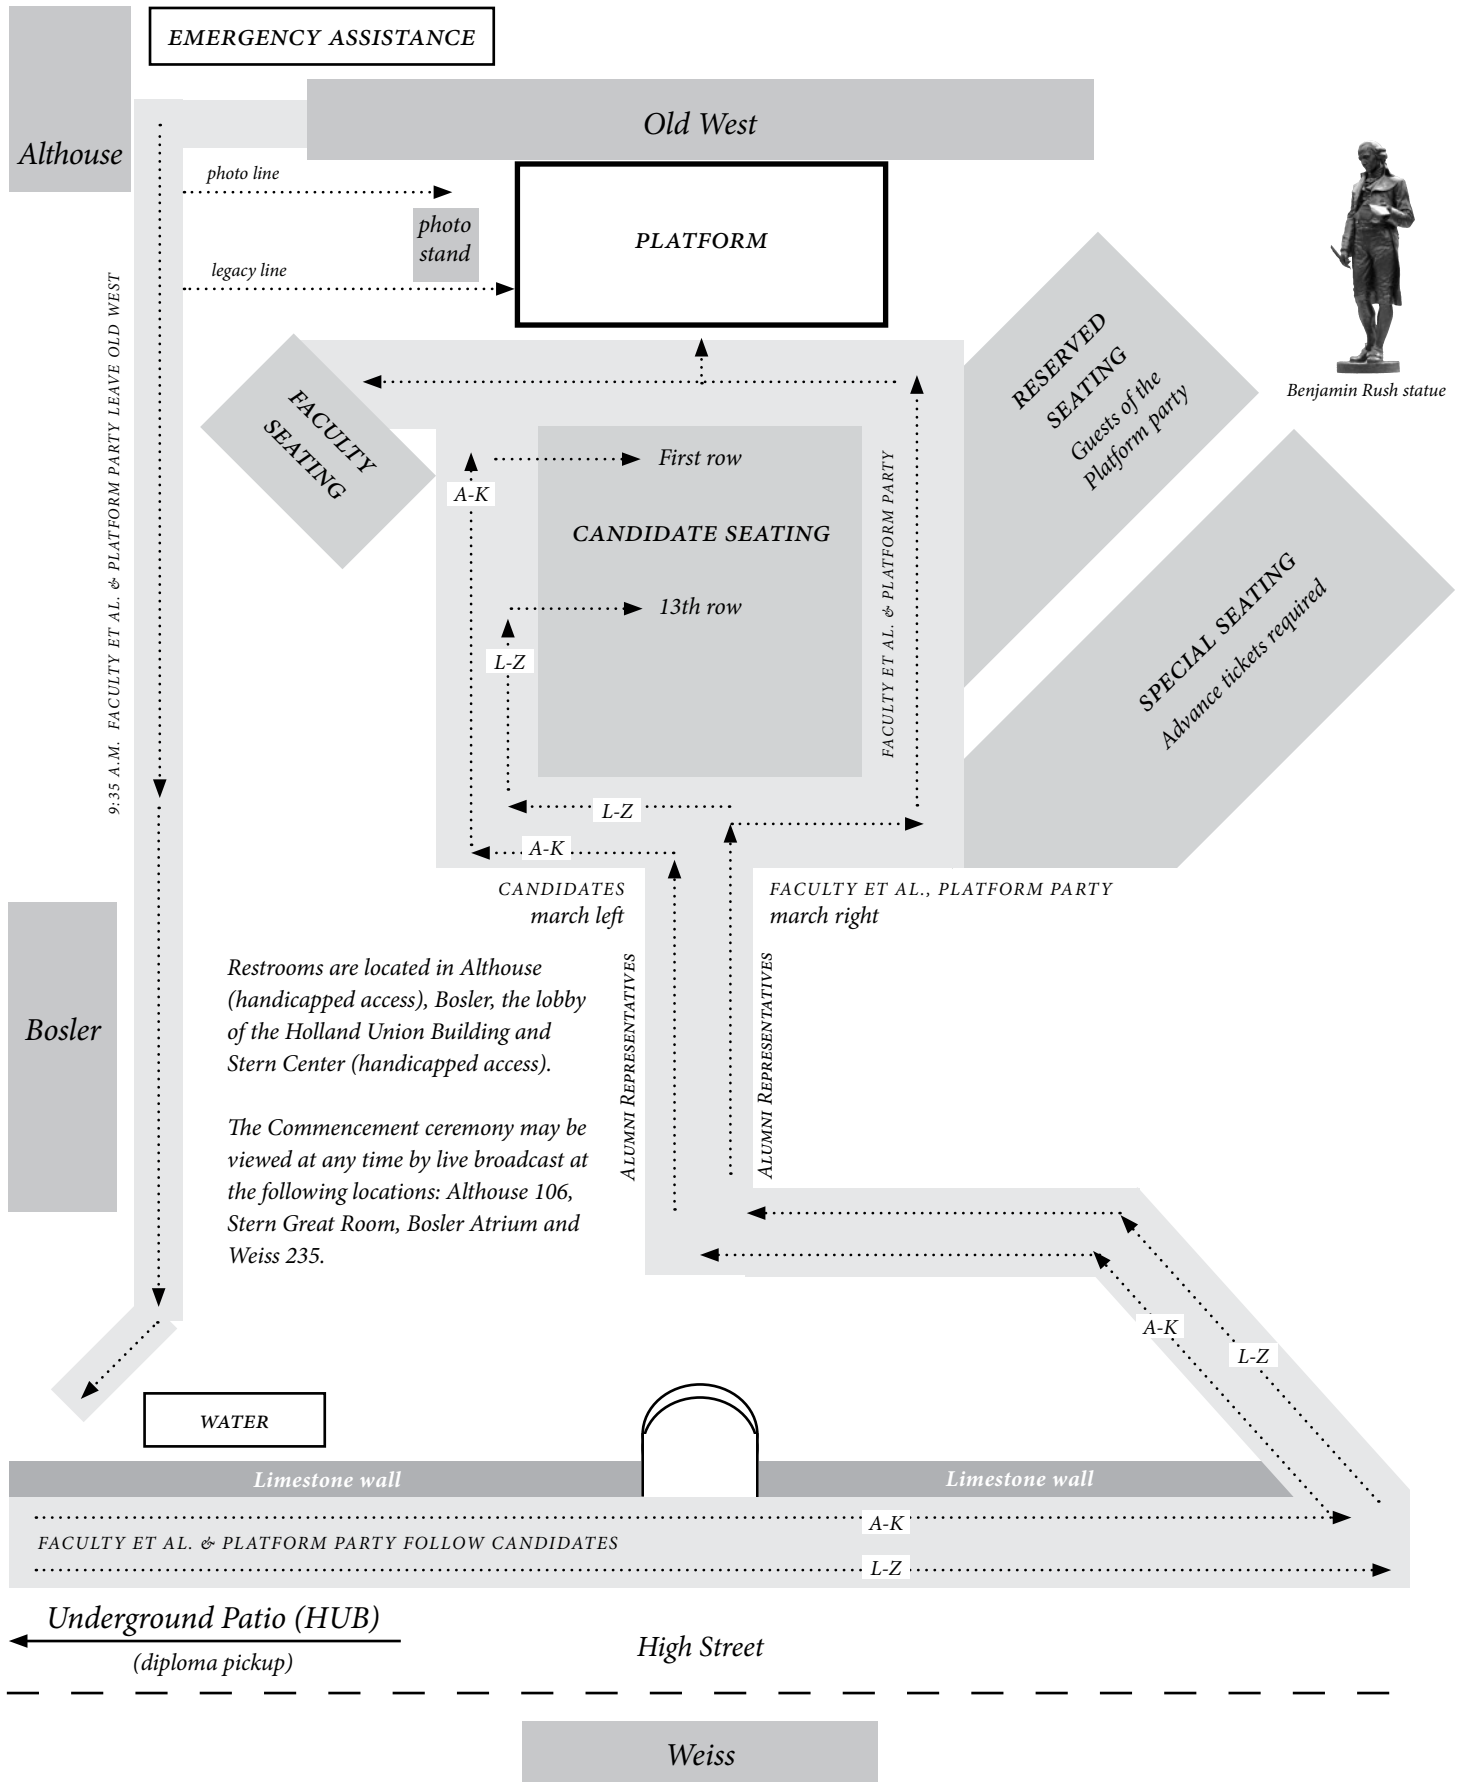 EMERGENCY ASSISTANCE
Old West
Althouse
photo line
photo
stand
legacy line
PLATFORM
Benjamin Rush statue
9:35 A.M. FACULTY ET AL. & PLATFORM PARTY LEAVE OLD WEST
FACULTY
SEATING
RESERVED
SEATING
Guests of the
Platform party
First row
A-K
CANDIDATE SEATING
FACULTY ET AL. & PLATFORM PARTY
13th row
L-Z
SPECIAL SEATING
Advance tickets required
L-Z
A-K
CANDIDATES
march left
FACULTY ET AL., PLATFORM PARTY
march right
Bosler
Restrooms are located in Althouse
(handicapped access), Bosler, the lobby
of the Holland Union Building and
Stern Center (handicapped access).
The Commencement ceremony may be
viewed at any time by live broadcast at
the following locations: Althouse 106,
Stern Great Room, Bosler Atrium and
Weiss 235.
ALUMNI REPRESENTATIVES
ALUMNI REPRESENTATIVES
A-K
L-Z
WATER
Limestone wall
Limestone wall
A-K
FACULTY ET AL. & PLATFORM PARTY FOLLOW CANDIDATES
L-Z
Underground Patio (HUB)
(diploma pickup)
High Street
Weiss